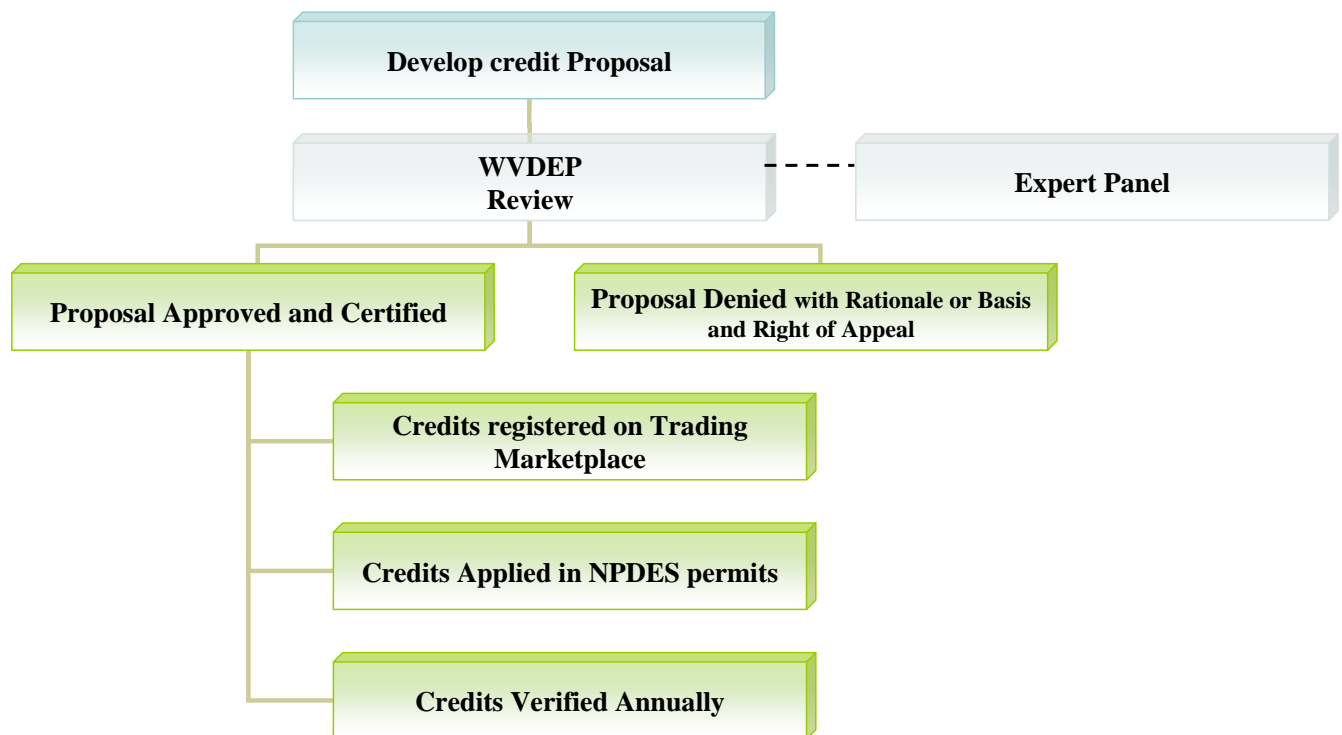 Develop credit Proposal
WVDEP
Review
Expert Panel
Proposal Approved and Certified
Proposal Denied with Rationale or Basis
and Right of Appeal
Credits registered on Trading
Marketplace
Credits Applied in NPDES permits
Credits Verified Annually